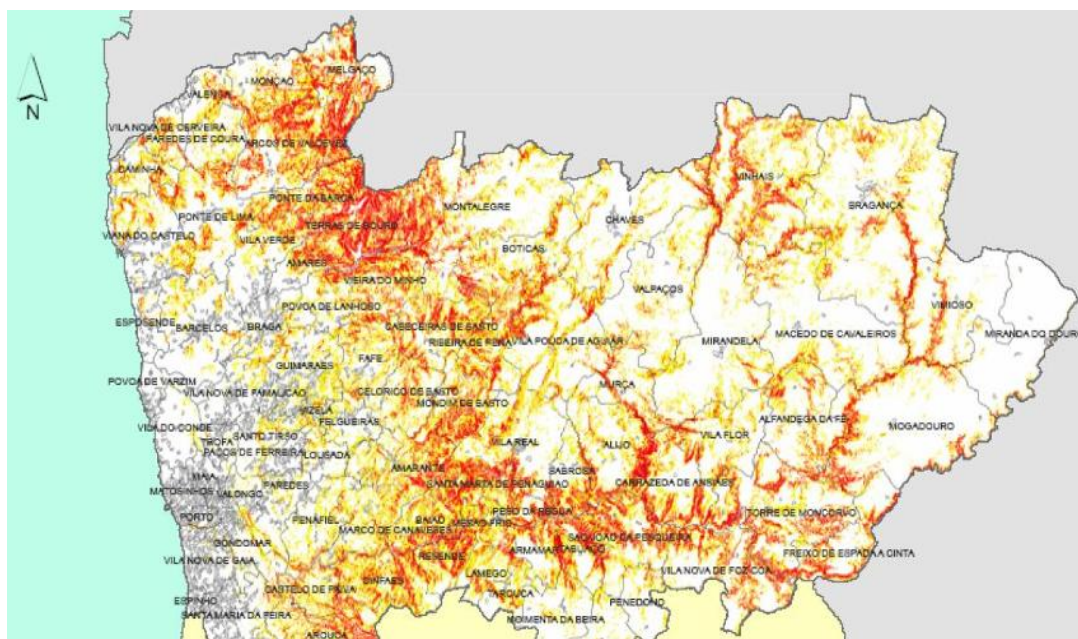 MELGAÇO
MONÇÃO
VALENÇA
N
VILA NOVA DE CERVEIRA
PAREDES DE COURA
ARCOS DE VALDEVEZ
CAMINHA
VINHAIS
BRAGANÇA
PONTE DA BARCA
MONTALEGRE
PONTE DE LIMA
CHAVES
TERRAS DE BOURO
VIANA DO CASTELO
VILA VERDE
BOTICAS
AMARES
VIEIRA DO MINHO
VALPAÇOS
POVOA DE LANHOSO
VIMIOSO
ESPOSENDE
BARCELOS
BRAGA
CABECEIRAS DE BASTO
MACEDO DE CAVALEIROS
MIRANDA DO DOURO
RIBEIRA DE PENA
VILA POUCA DE AGUIAR
MIRANDELA
FAFE
GUIMARAES
POVOA DE VARZIM
MURÇA
VILA NOVA DE FAMALICAO
CELORICO DE BASTO
MONDIM DE BASTO
VIZELA
ALFANDEGA DA FE
FELGUEIRAS
MOGADOURO
VILA DO CONDE
SANTO TIRSO
TROFA
VILA REAL
ALIJO
VILA FLOR
PAÇOS DE FERREIRA
LOUSADA
AMARANTE
SABROSA
MAIA
SANTA MARTA DE PENAGUIAO
CARRAZEDA DE ANSIAES
MATOSINHOS
VALONGO
PAREDES
PESO DA REGUA
TORRE DE MONCORVO
PORTO
PENAFIEL
BAIAO
MESAO FRIO
MARCO DE CANAVESES
SAO JOAO DA PESQUEIRA
GONDOMAR
ARMAMAR
TABUAÇO
FREIXO DE ESPADA A CINTA
VILA NOVA DE GAIA
RESENDE
LAMEGO
VILA NOVA DE FOZ COA
CINFAES
CASTELO DE PAIVA
TAROUCA
ESPINHO
PENEDONO
SANTA MARIA DA FEIRA
MOIMENTA DA BEIRA
AROUCA